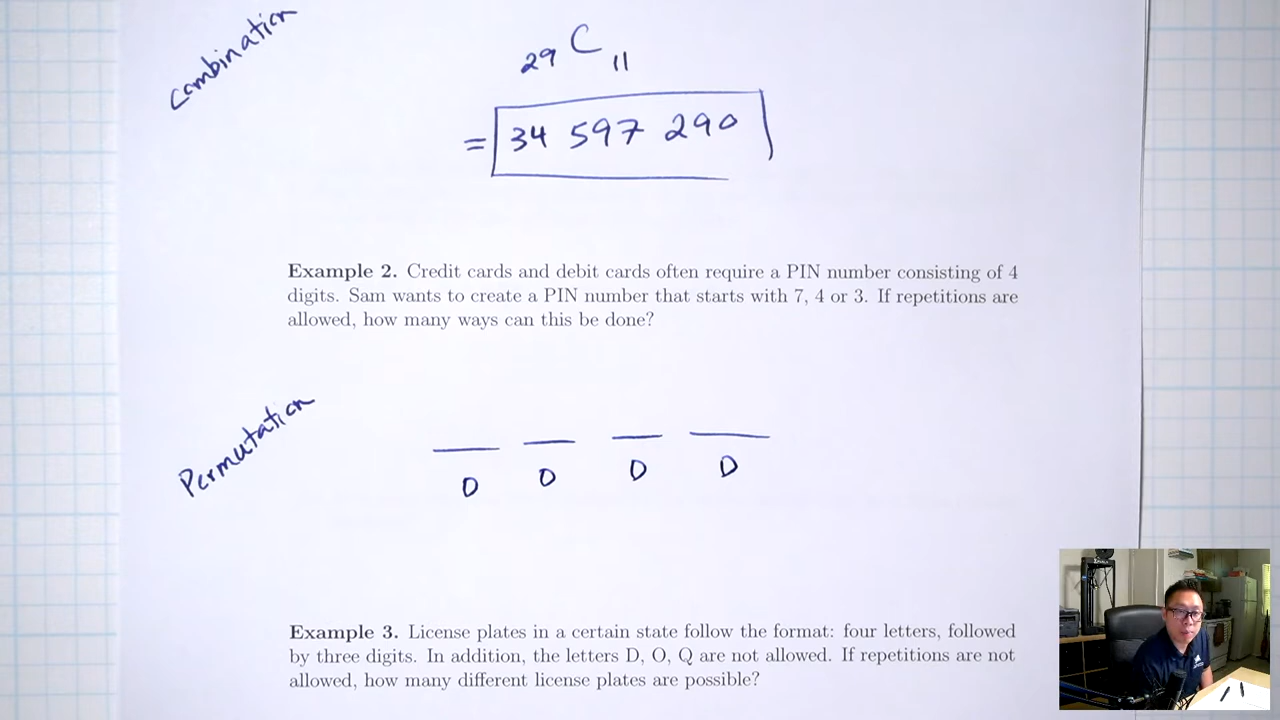 Combination
29 C 11
= 34 597 290
Example 2. Credit cards and debit cards often require a PIN number consisting of 4
digits. Sam wants to create a PIN number that starts with 7, 4 or 3. If repetitions are
allowed, how many ways can this be done?
Permutation
D D D D
Example 3. License plates in a certain state follow the format: four letters, followed
by three digits. In addition, the letters D, O, Q are not allowed. If repetitions are not
allowed, how many different license plates are possible?